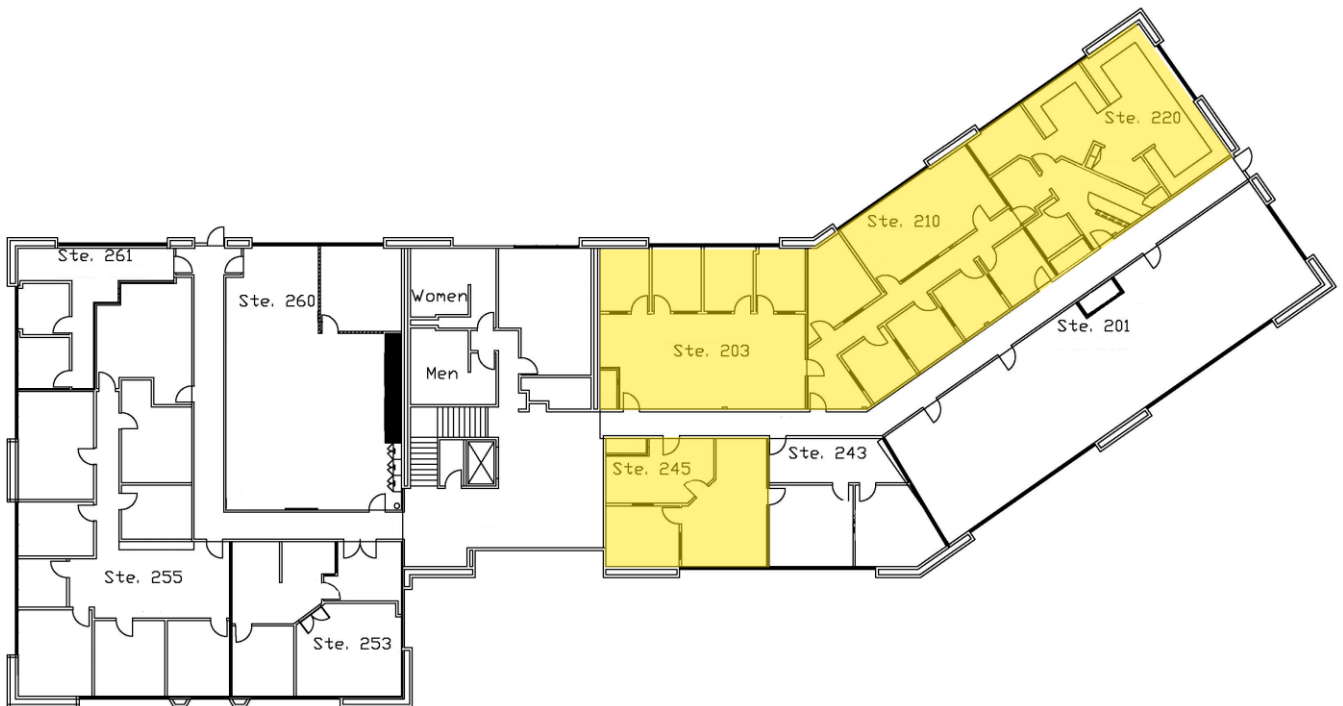 Ste. 220
Ste. 210
Ste. 261
Women
Ste. 260
Ste. 201
Ste. 203
Men
Ste. 243
Ste. 245
Ste. 255
Ste. 253